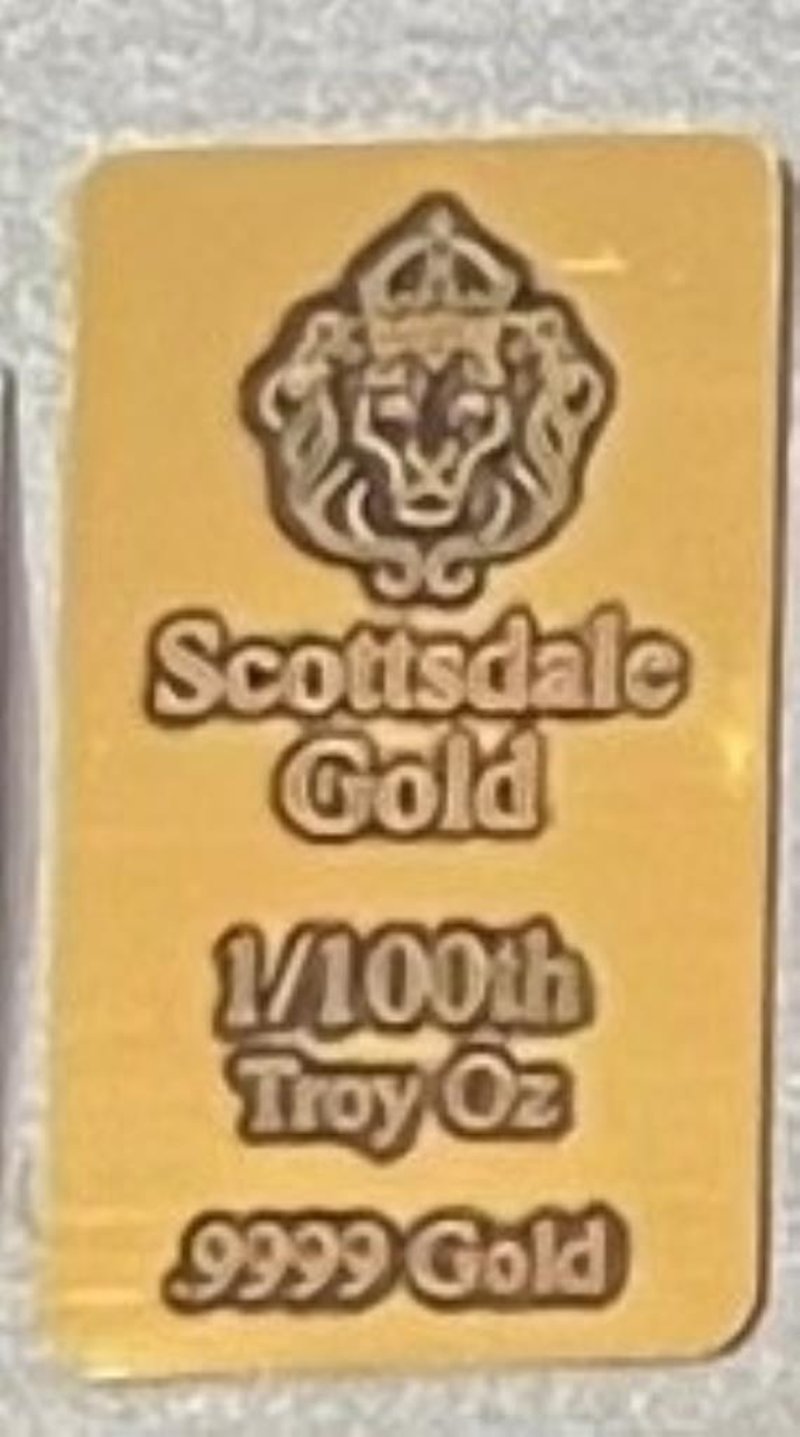 Scottsdale
Gold
1/100th
Troy Oz
.9999 Gold